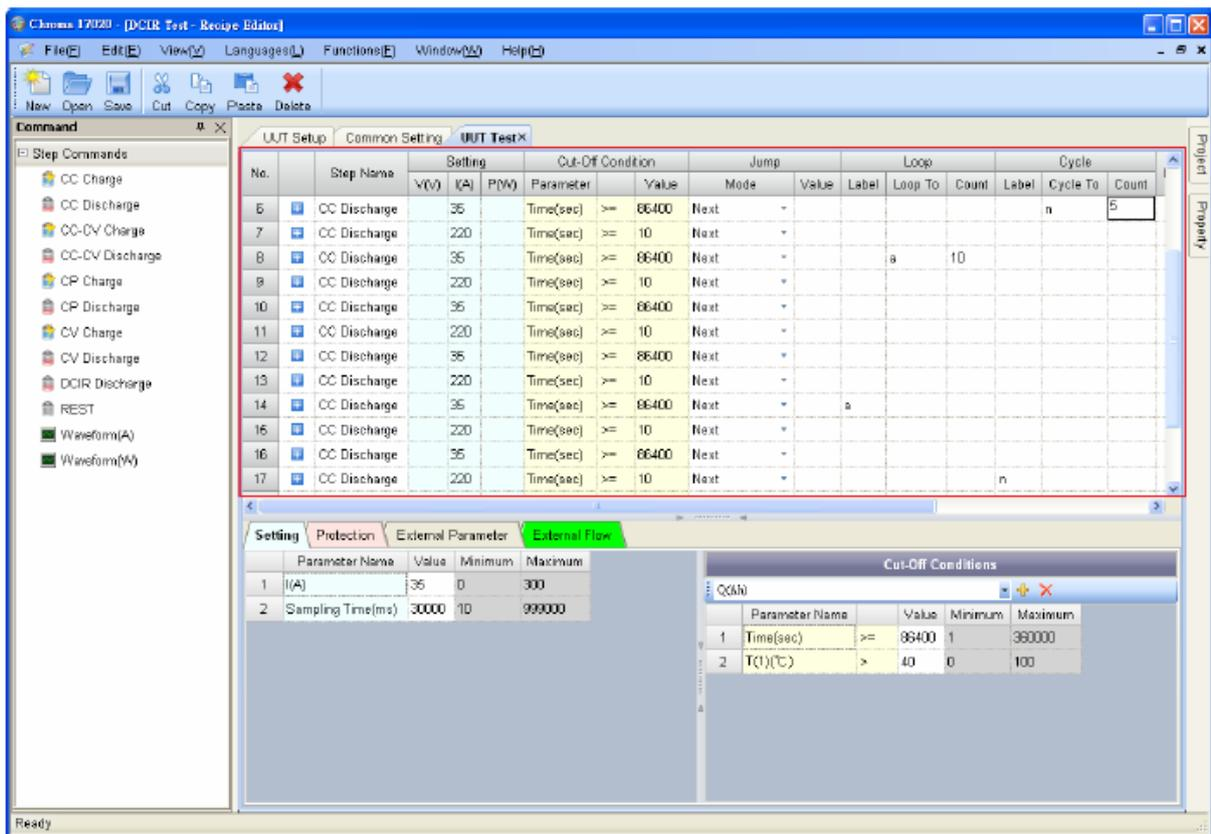 Chroma 17020 - [DCIR Test - Recipe Editor]
File(F) Edit(E) View(V) Languages(L) Functions(F) Window(W) Help(H)
New Open Save Cut Copy Paste Delete
Command
Step Commands
CC Charge
CC Discharge
CC-CV Charge
CC-CV Discharge
CP Charge
CP Discharge
CV Charge
CV Discharge
DCIR Discharge
REST
Waveform(A)
Waveform(W)
UUT Setup Common Setting UUT Test
No. Step Name Setting Cut-Off Condition Jump Loop Cycle
V(V) I(A) P(W) Parameter Value Mode Value Label Loop To Count Label Cycle To Count
6 CC Discharge 35 Time(sec) >= 86400 Next n 5
7 CC Discharge 220 Time(sec) >= 10 Next
8 CC Discharge 35 Time(sec) >= 86400 Next a 10
9 CC Discharge 220 Time(sec) >= 10 Next
10 CC Discharge 35 Time(sec) >= 86400 Next
11 CC Discharge 220 Time(sec) >= 10 Next
12 CC Discharge 35 Time(sec) >= 86400 Next
13 CC Discharge 220 Time(sec) >= 10 Next
14 CC Discharge 35 Time(sec) >= 86400 Next a
15 CC Discharge 220 Time(sec) >= 10 Next
16 CC Discharge 35 Time(sec) >= 86400 Next
17 CC Discharge 220 Time(sec) >= 10 Next n
Project
Property
Setting Protection External Parameter External Flow
Parameter Name Value Minimum Maximum
1 I(A) 35 0 300
2 Sampling Time(ms) 30000 10 999000
Cut-Off Conditions
Q(Ah)
Parameter Name Value Minimum Maximum
1 Time(sec) >= 86400 1 360000
2 T(1)(℃) > 40 0 100
Ready